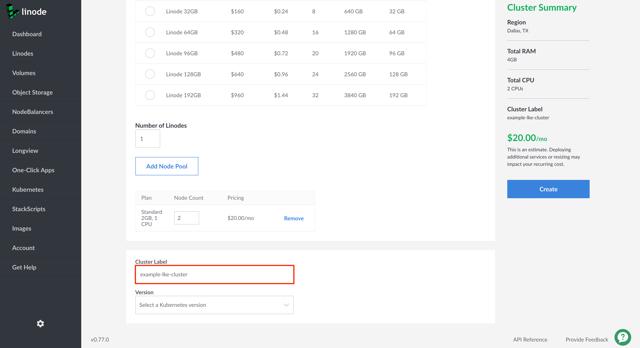 linode
Dashboard
Linodes
Volumes
Object Storage
NodeBalancers
Domains
Longview
One-Click Apps
Kubernetes
StackScripts
Images
Account
Get Help
Linode 32GB $160 $0.24 8 640 GB 32 GB
Linode 64GB $320 $0.48 16 1280 GB 64 GB
Linode 96GB $480 $0.72 20 1920 GB 96 GB
Linode 128GB $640 $0.96 24 2560 GB 128 GB
Linode 192GB $960 $1.44 32 3840 GB 192 GB
Number of Linodes
1
Add Node Pool
Plan Node Count Pricing
Standard
2GB, 1
CPU
2 $20.00/mo Remove
Cluster Label
example-lke-cluster
Version
Select a Kubernetes version
Cluster Summary
Region
Dallas, TX
Total RAM
4GB
Total CPU
2 CPUs
Cluster Label
example-lke-cluster
$20.00/mo
This is an estimate. Deploying
additional services or resizing may
impact your recurring cost.
Create
v0.77.0
API Reference Provide Feedback
?